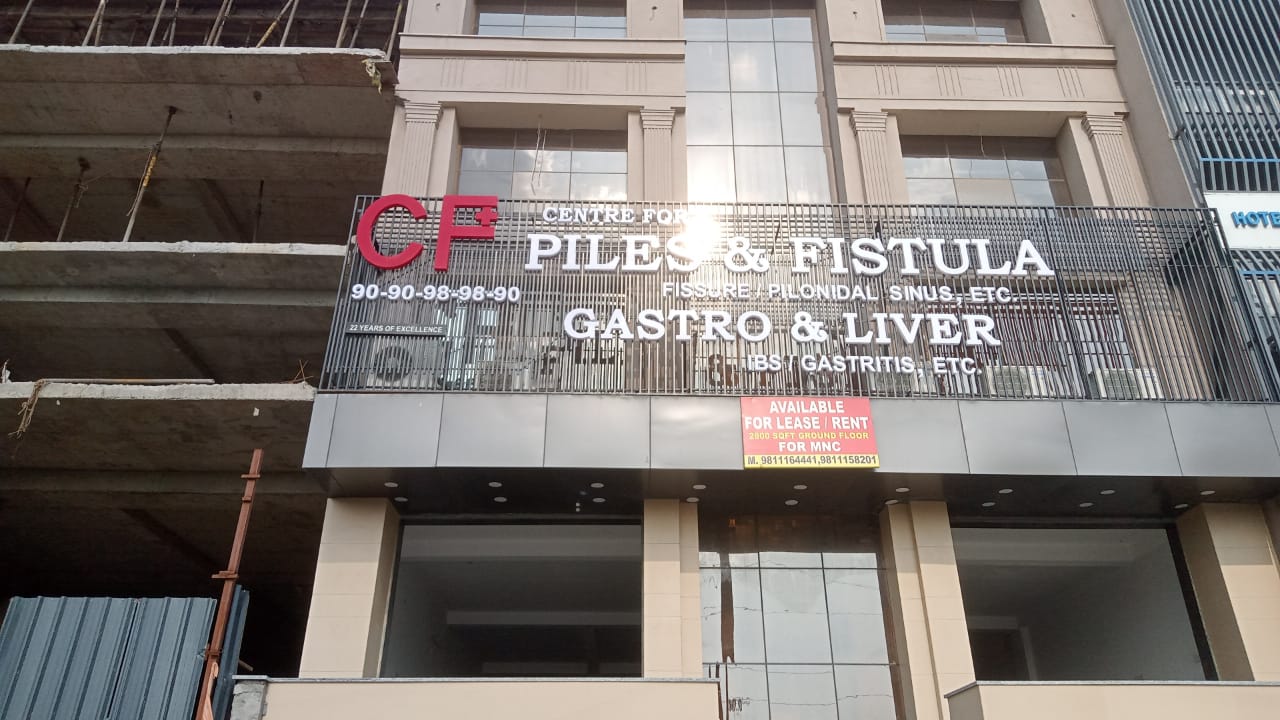 CF+
CENTRE FOR
PILES & FISTULA
90-90-98-98-90
FISSURE / PILONIDAL SINUS, ETC.
22 YEARS OF EXCELLENCE
GASTRO & LIVER
IBS / GASTRITIS, ETC.
AVAILABLE
FOR LEASE / RENT
2800 SQFT GROUND FLOOR
FOR MNC
M. 9811164441,9811158201